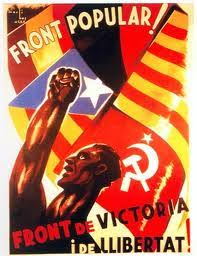 FRONT POPULAR!
FRONT DE VICTORIA
i DE LLIBERTAT!